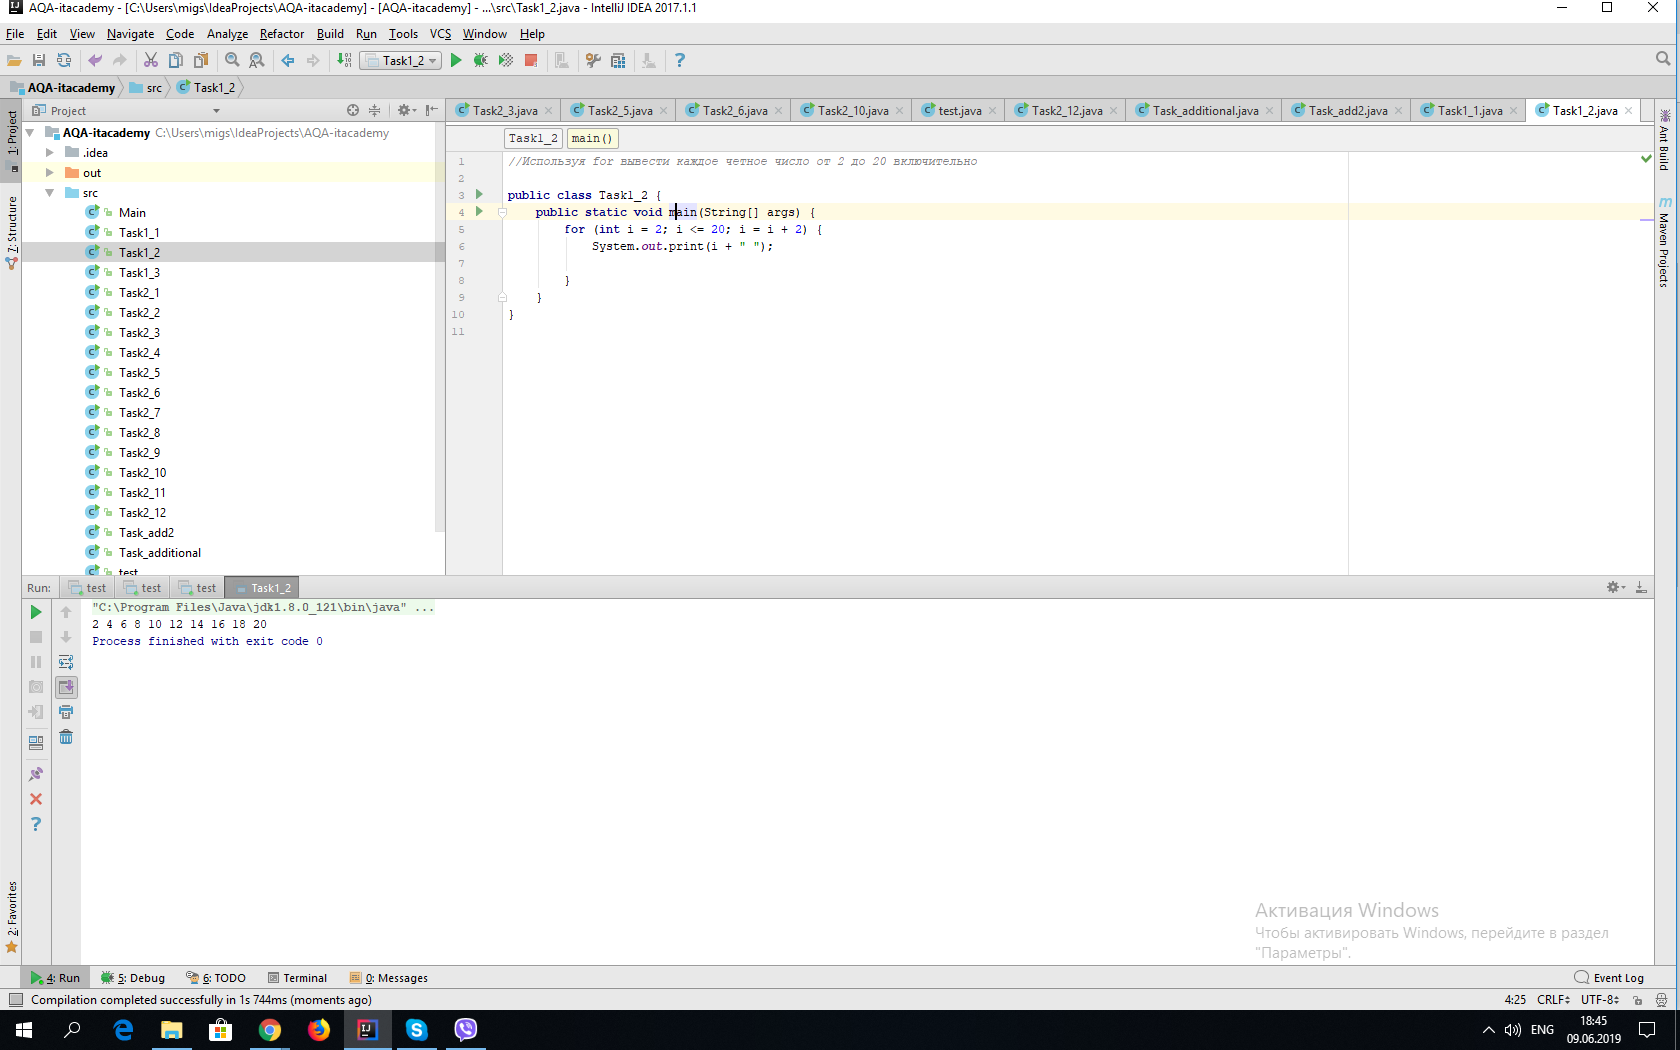 AQA-itacademy - [C:\Users\migs\IdeaProjects\AQA-itacademy] - [AQA-itacademy] - ...\src\Task1_2.java - IntelliJ IDEA 2017.1.1
File Edit View Navigate Code Analyze Refactor Build Run Tools VCS Window Help
Task1_2
AQA-itacademy src Task1_2
Project
Task2_3.java Task2_5.java Task2_6.java Task2_10.java test.java Task2_12.java Task_additional.java Task_add2.java Task1_1.java Task1_2.java
1: Project
7: Structure
2: Favorites
AQA-itacademy C:\Users\migs\IdeaProjects\AQA-itacademy
.idea
out
src
Main
Task1_1
Task1_2
Task1_3
Task2_1
Task2_2
Task2_3
Task2_4
Task2_5
Task2_6
Task2_7
Task2_8
Task2_9
Task2_10
Task2_11
Task2_12
Task_add2
Task_additional
test
Task1_2 main()
1 //Используя for вывести каждое четное число от 2 до 20 включительно
2
3 public class Task1_2 {
4 public static void main(String[] args) {
5 for (int i = 2; i <= 20; i = i + 2) {
6 System.out.print(i + " ");
7
8 }
9 }
10 }
11
Ant Build
Maven Projects
Run: test test test Task1_2
"C:\Program Files\Java\jdk1.8.0_121\bin\java" ...
2 4 6 8 10 12 14 16 18 20
Process finished with exit code 0
Активация Windows
Чтобы активировать Windows, перейдите в раздел
"Параметры".
4: Run 5: Debug 6: TODO Terminal 0: Messages Event Log
Compilation completed successfully in 1s 744ms (moments ago) 4:25 CRLF UTF-8
ENG 18:45
09.06.2019